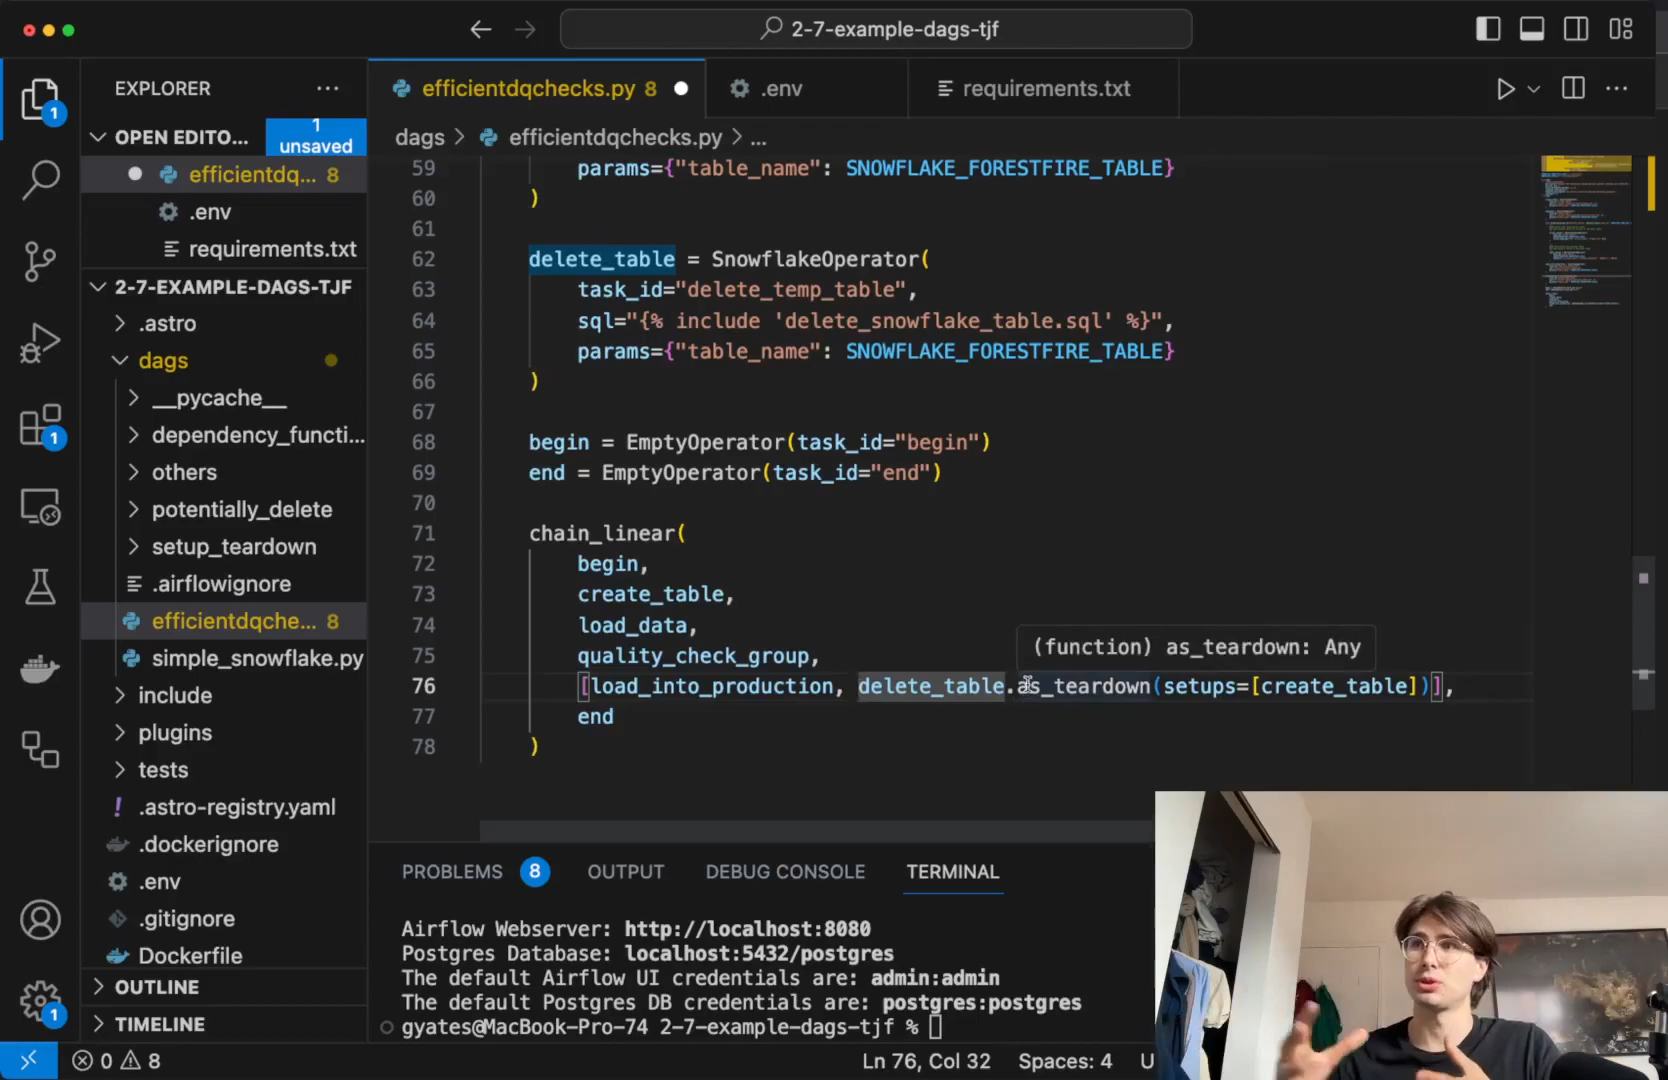 2-7-example-dags-tjf
EXPLORER
efficientdqchecks.py 8
.env
requirements.txt
OPEN EDITO...
1
unsaved
dags > efficientdqchecks.py > ...
efficientdq... 8
.env
requirements.txt
2-7-EXAMPLE-DAGS-TJF
.astro
dags
__pycache__
dependency_functi...
others
potentially_delete
setup_teardown
.airflowignore
efficientdqche... 8
simple_snowflake.py
include
plugins
tests
.astro-registry.yaml
.dockerignore
.env
.gitignore
Dockerfile
OUTLINE
TIMELINE
1
1
1
59 params={"table_name": SNOWFLAKE_FORESTFIRE_TABLE}
60 )
61
62 delete_table = SnowflakeOperator(
63 task_id="delete_temp_table",
64 sql="{% include 'delete_snowflake_table.sql' %}",
65 params={"table_name": SNOWFLAKE_FORESTFIRE_TABLE}
66 )
67
68 begin = EmptyOperator(task_id="begin")
69 end = EmptyOperator(task_id="end")
70
71 chain_linear(
72 begin,
73 create_table,
74 load_data,
75 quality_check_group,
(function) as_teardown: Any
76 [load_into_production, delete_table.as_teardown(setups=[create_table])],
77 end
78 )
PROBLEMS 8 OUTPUT DEBUG CONSOLE TERMINAL
Airflow Webserver: http://localhost:8080
Postgres Database: localhost:5432/postgres
The default Airflow UI credentials are: admin:admin
The default Postgres DB credentials are: postgres:postgres
gyates@MacBook-Pro-74 2-7-example-dags-tjf %
0 8
Ln 76, Col 32 Spaces: 4 U